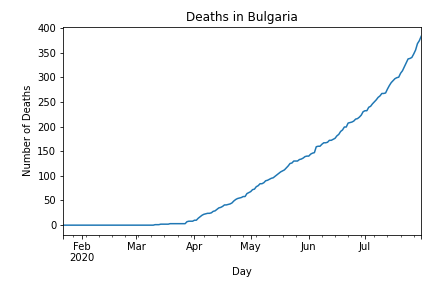 Deaths in Bulgaria
400
350
300
250
200
150
100
50
0
Number of Deaths
Feb
2020
Mar
Apr
May
Jun
Jul
Day